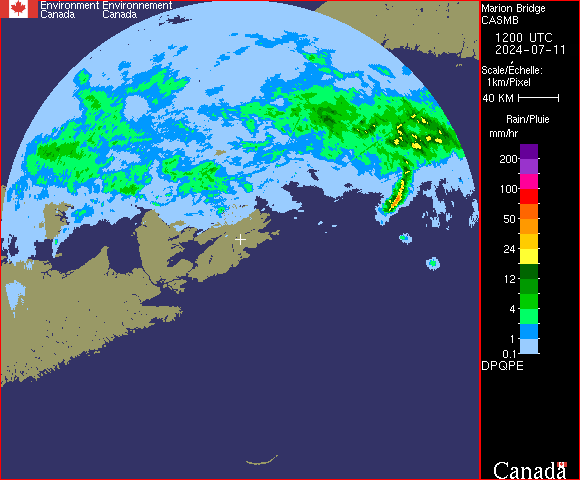 Environment Environnement
Canada Canada
Marion Bridge
CASMB
1200 UTC
2024-07-11
Scale/Échelle:
1km/Pixel
40 KM
Rain/Pluie
mm/hr
200
100
50
24
12
4
1
0.1
DPQPE
Canada